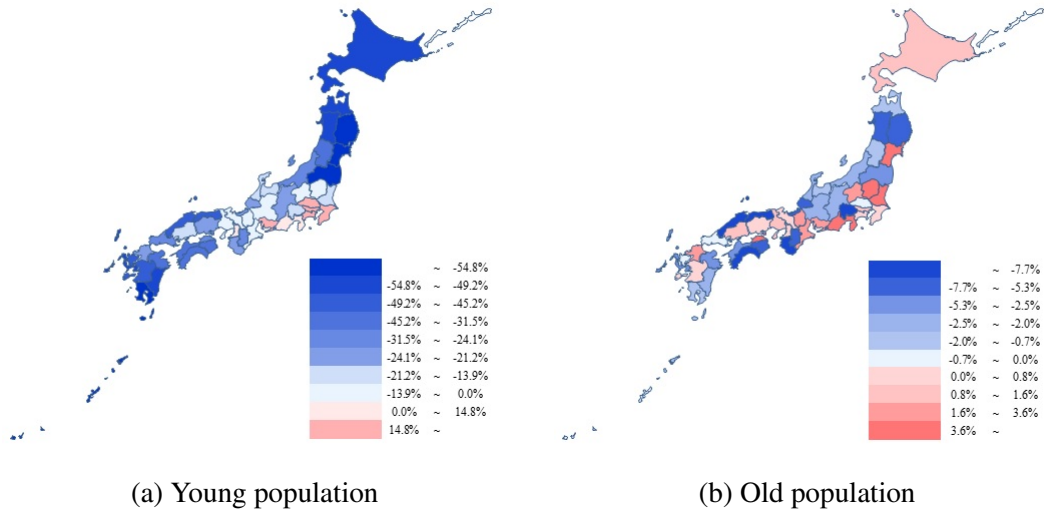 ~ -54.8%
-54.8% ~ -49.2%
-49.2% ~ -45.2%
-45.2% ~ -31.5%
-31.5% ~ -24.1%
-24.1% ~ -21.2%
-21.2% ~ -13.9%
-13.9% ~ 0.0%
0.0% ~ 14.8%
14.8% ~
(a) Young population
~ -7.7%
-7.7% ~ -5.3%
-5.3% ~ -2.5%
-2.5% ~ -2.0%
-2.0% ~ -0.7%
-0.7% ~ 0.0%
0.0% ~ 0.8%
0.8% ~ 1.6%
1.6% ~ 3.6%
3.6% ~
(b) Old population